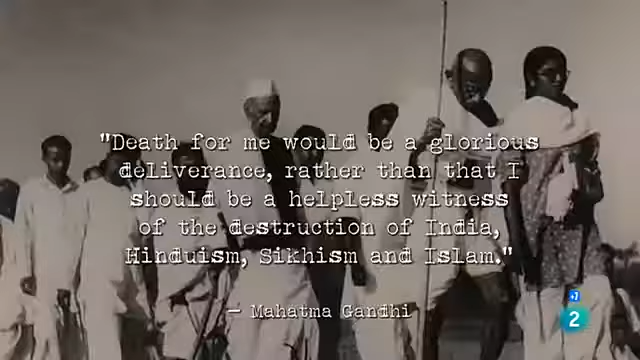 "Death for me would be a glorious
deliverance, rather than that I
should be a helpless witness
of the destruction of India,
Hinduism, Sikhism and Islam."
— Mahatma Gandhi
+7
2